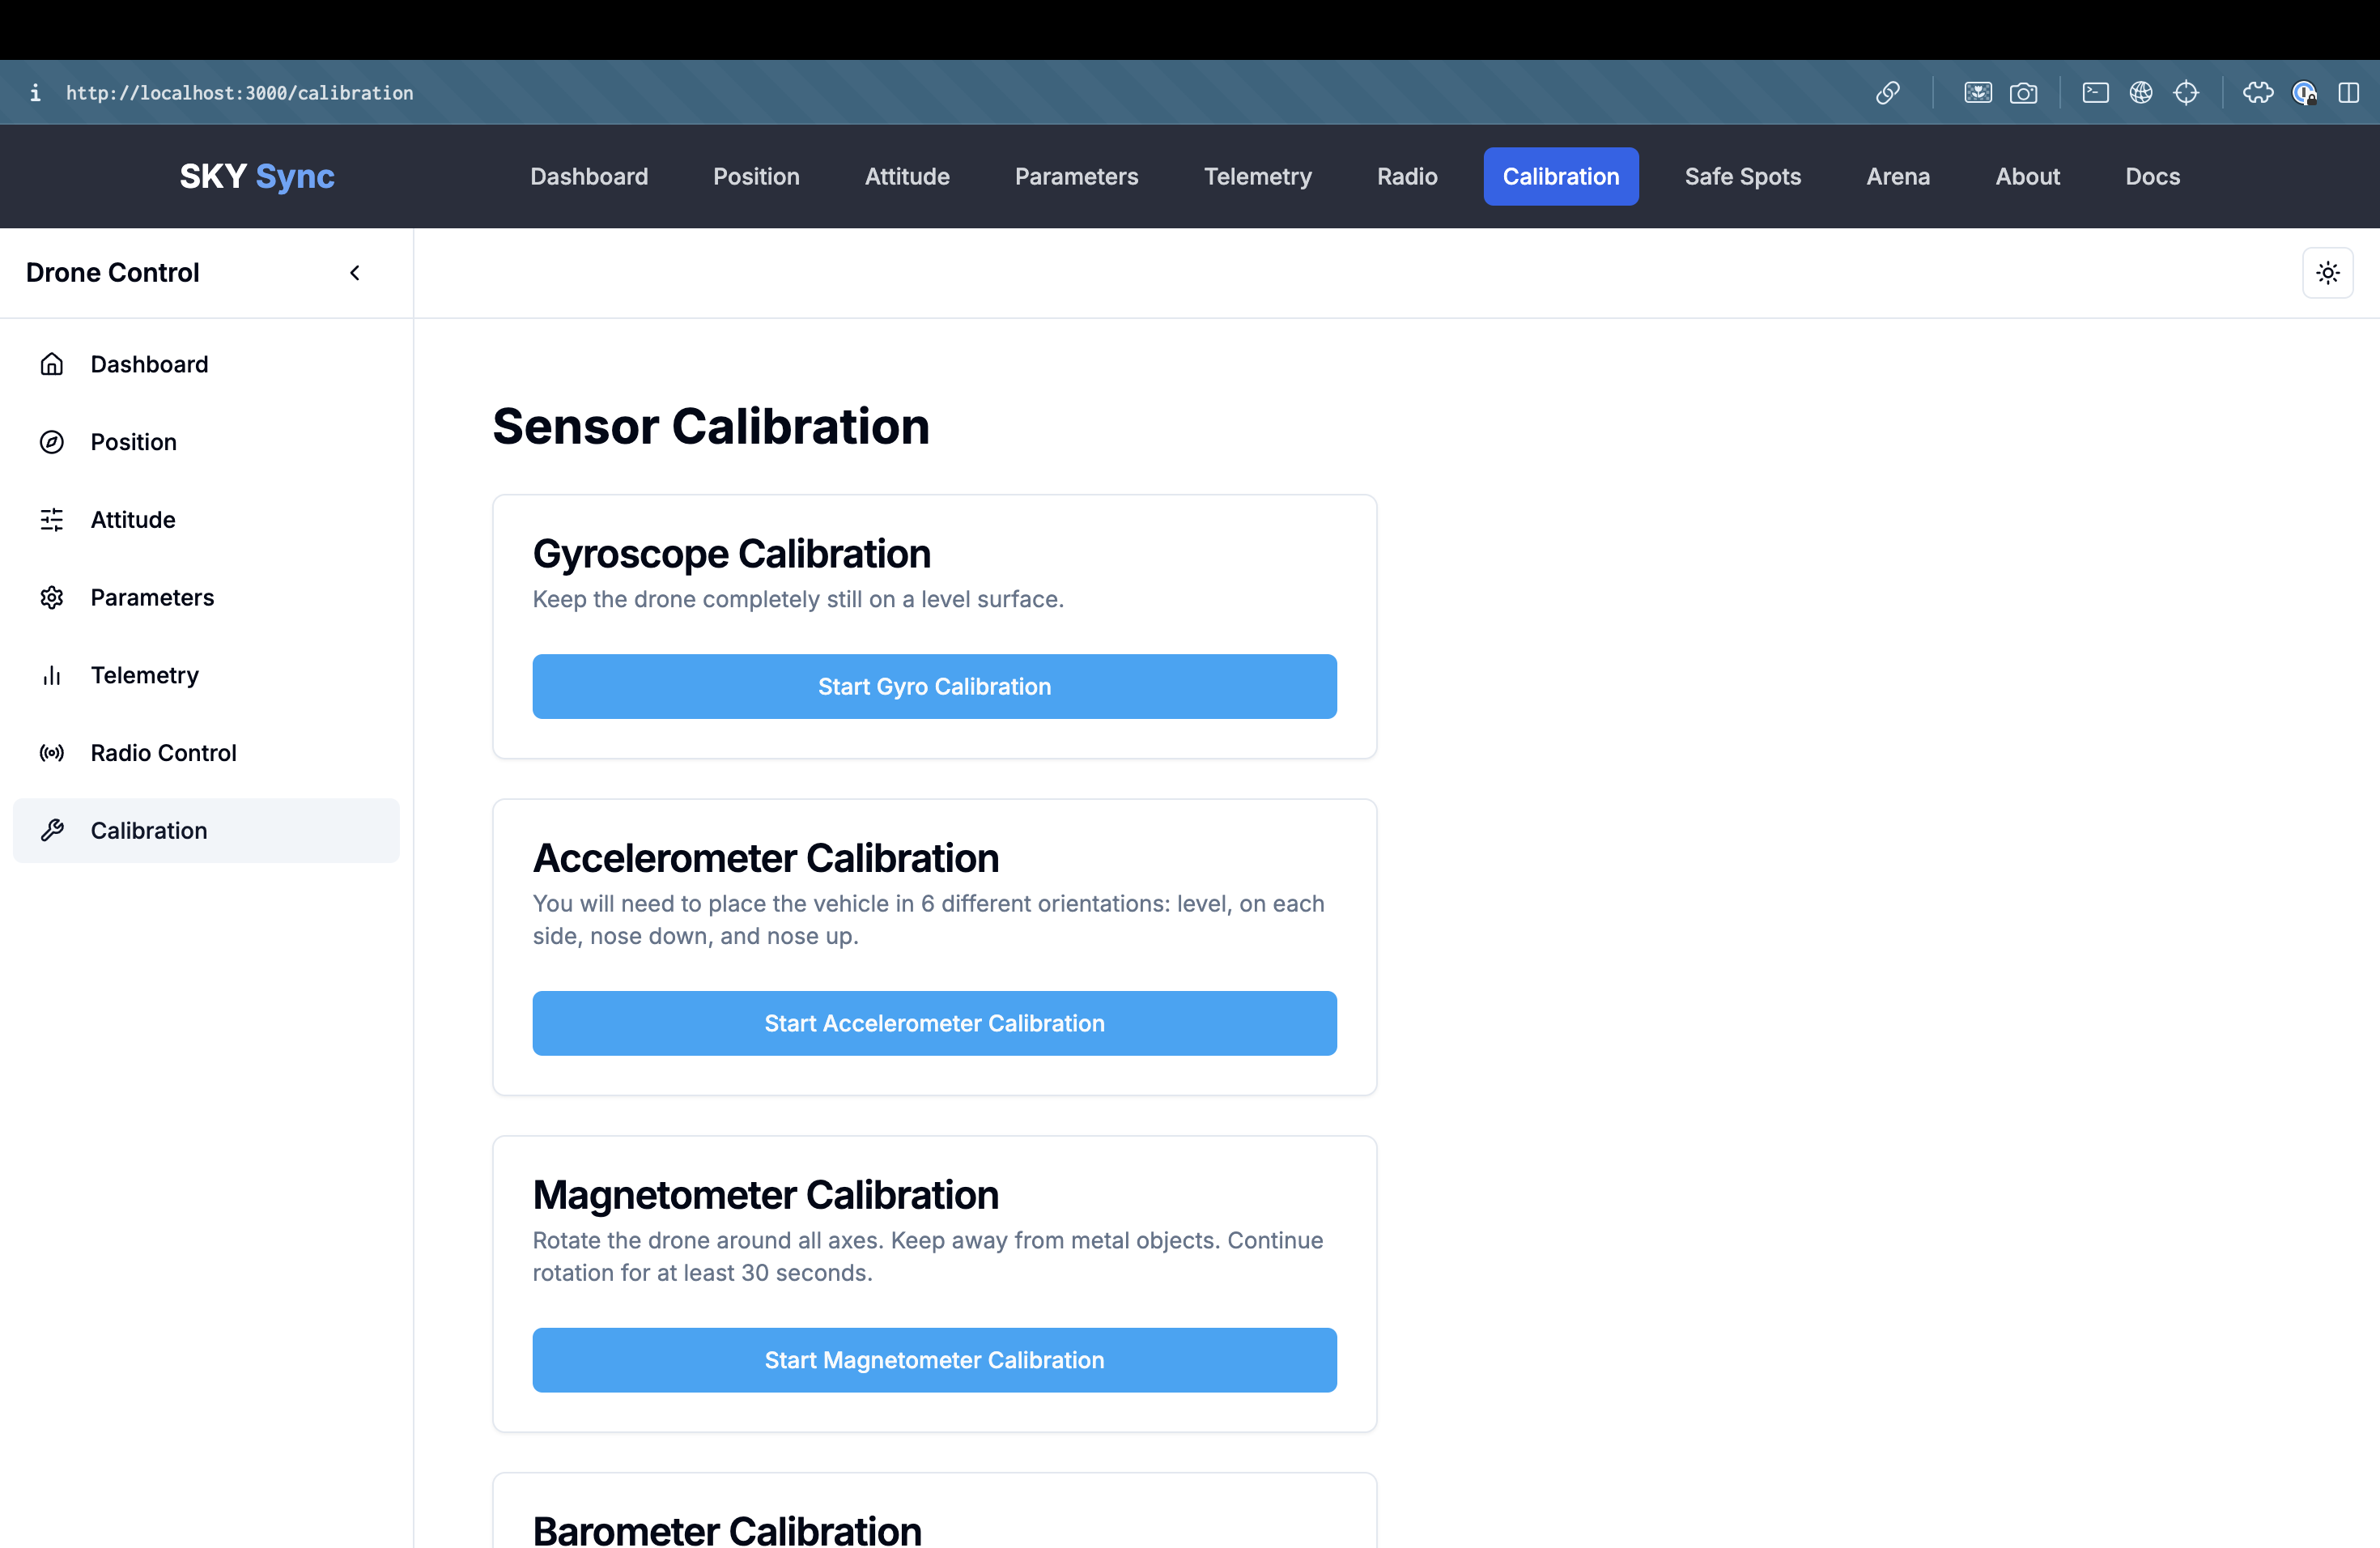 i http://localhost:3000/calibration
SKY Sync Dashboard Position Attitude Parameters Telemetry Radio Calibration Safe Spots Arena About Docs
Drone Control
Dashboard
Position
Attitude
Parameters
Telemetry
Radio Control
Calibration
Sensor Calibration
Gyroscope Calibration
Keep the drone completely still on a level surface.
Start Gyro Calibration
Accelerometer Calibration
You will need to place the vehicle in 6 different orientations: level, on each
side, nose down, and nose up.
Start Accelerometer Calibration
Magnetometer Calibration
Rotate the drone around all axes. Keep away from metal objects. Continue
rotation for at least 30 seconds.
Start Magnetometer Calibration
Barometer Calibration